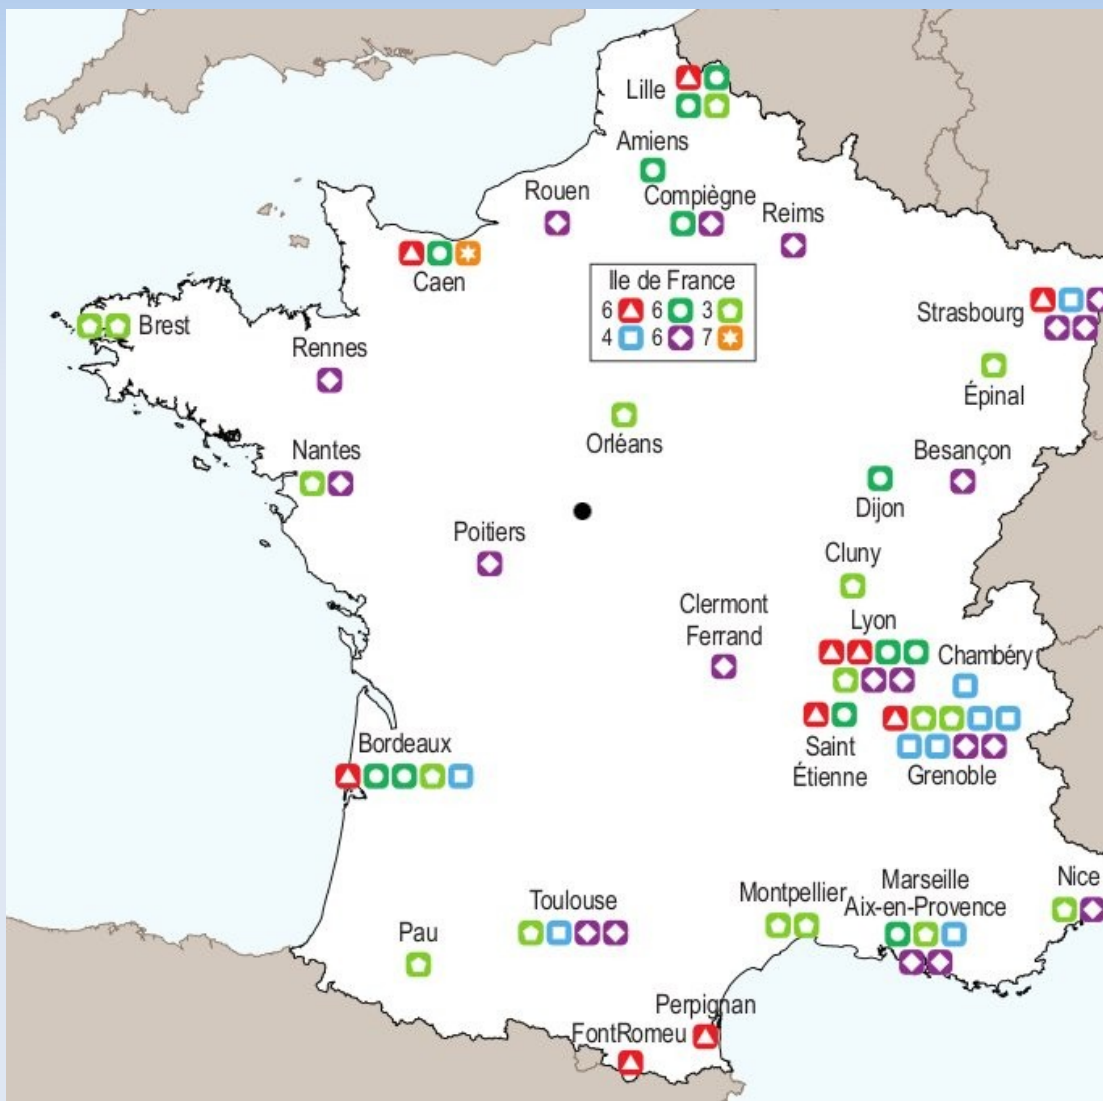 Lille
Amiens
Rouen
Compiègne
Reims
Caen
Ile de France
6 6 3
4 6 7
Strasbourg
Brest
Rennes
Épinal
Orléans
Nantes
Besançon
Dijon
Poitiers
Cluny
Clermont
Ferrand
Lyon
Chambéry
Saint
Étienne
Grenoble
Bordeaux
Toulouse
Montpellier
Marseille
Aix-en-Provence
Nice
Pau
Perpignan
FontRomeu